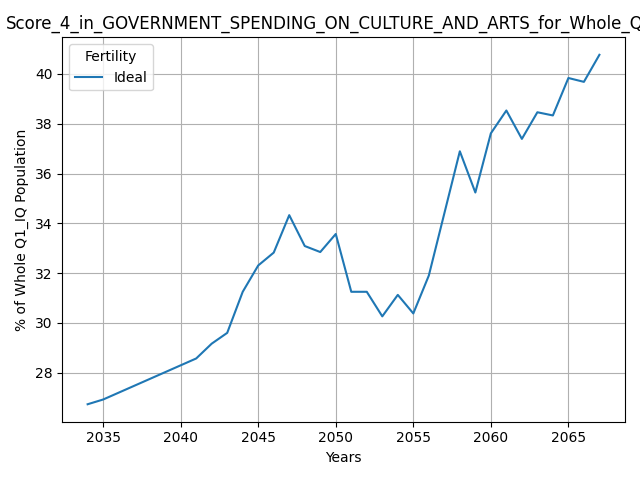 Score_4_in_GOVERNMENT_SPENDING_ON_CULTURE_AND_ARTS_for_Whole_Q
Fertility
Ideal
% of Whole Q1_IQ Population
40
38
36
34
32
30
28
2035 2040 2045 2050 2055 2060 2065
Years